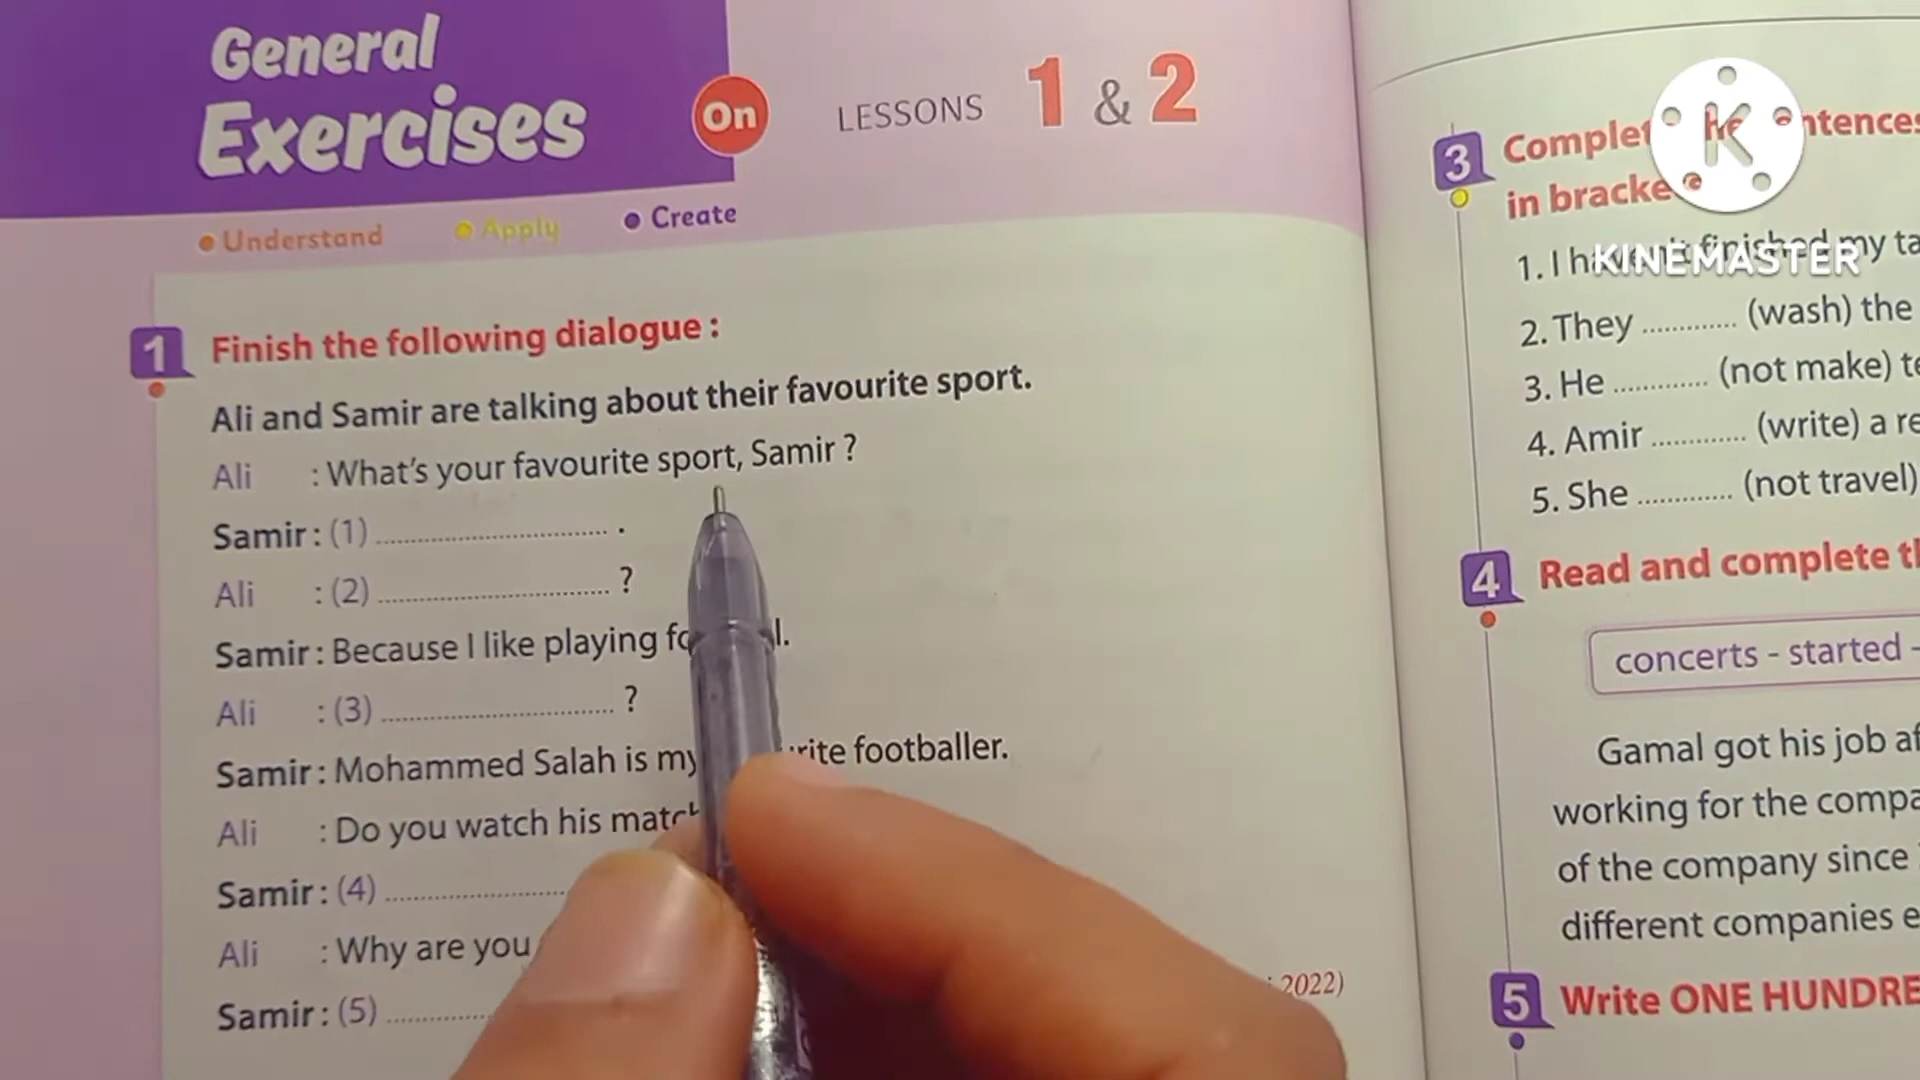 General
Exercises
On
LESSONS 1 & 2
Understand Apply Create
1 Finish the following dialogue :
Ali and Samir are talking about their favourite sport.
Ali : What's your favourite sport, Samir ?
Samir : (1) .................................... .
Ali : (2) .................................... ?
Samir : Because I like playing
Ali : (3) .................................... ?
Samir : Mohammed Salah is my footballer.
Ali : Do you watch his
Samir : (4) ............................
Ali : Why are you
Samir : (5) ................
2022)
3
in
1. I my
2. They ............. (wash) the
3. He ............. (not make)
4. Amir ............. (write) a
5. She ............. (not travel)
4 Read and complete
concerts - started -
Gamal got his job
working for the
of the company since
different companies
5 Write ONE
K
KINEMASTER